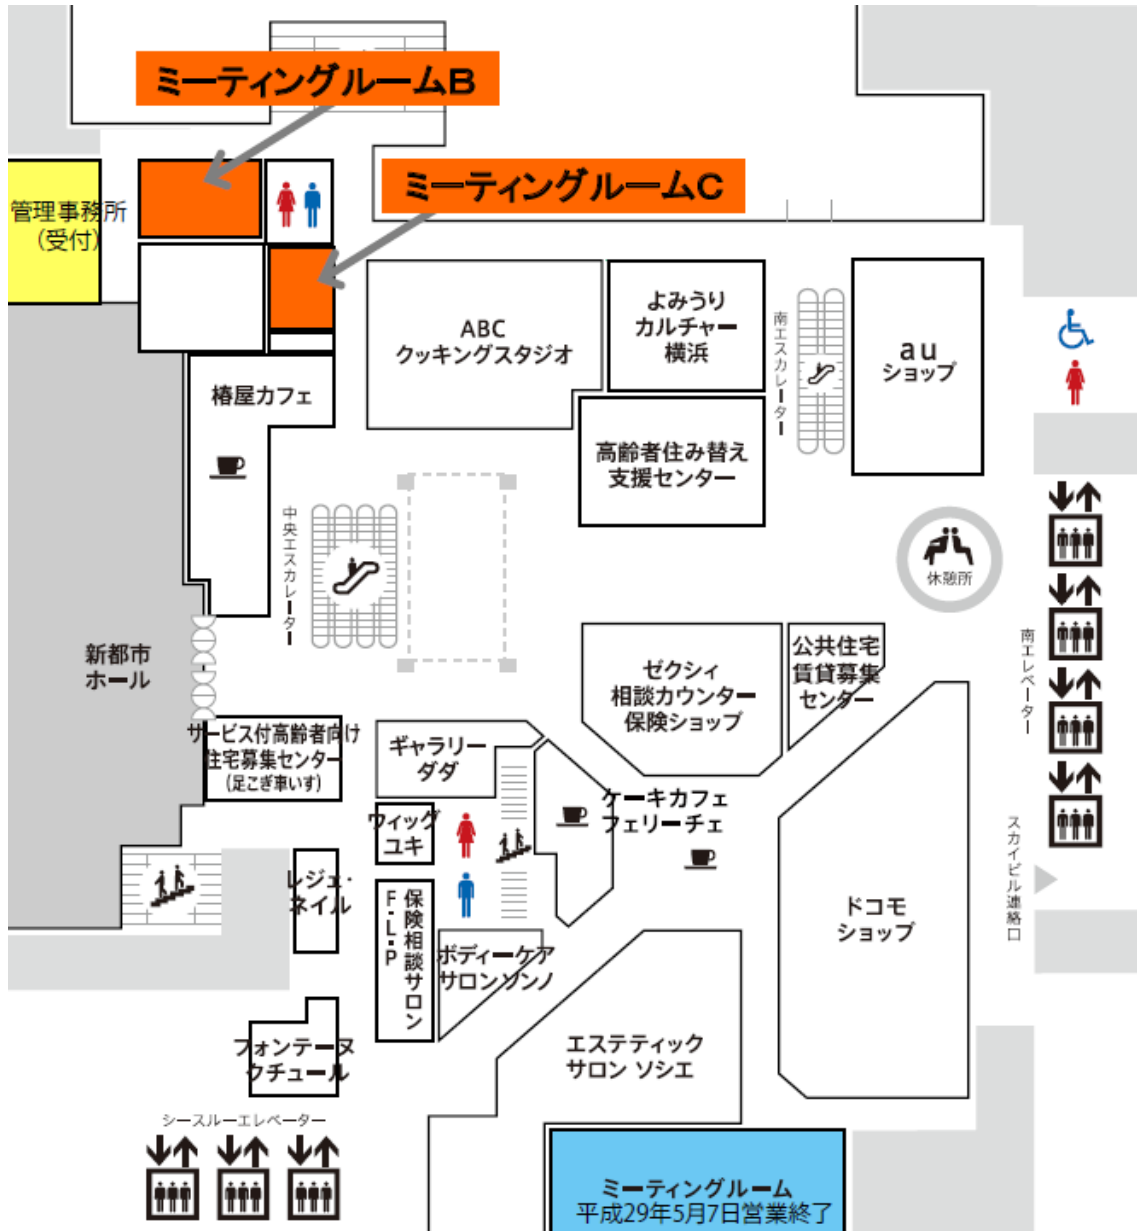 ミーティングルームB
ミーティングルームC
管理事務所
(受付)
ABC
クッキングスタジオ
よみうり
カルチャー
横浜
南エスカレーター
au
ショップ
椿屋カフェ
高齢者住み替え
支援センター
中央エスカレーター
休憩所
新都市
ホール
ゼクシィ
相談カウンター
保険ショップ
公共住宅
賃貸募集
センター
南エレベーター
サービス付高齢者向け
住宅募集センター
(足こぎ車いす)
ギャラリー
ダダ
ケーキカフェ
フェリーチェ
ウィッグ
ユキ
スカイビル連絡口
レジェ・
ネイル
保険相談サロン
F・L・P
ドコモ
ショップ
ボディーケア
サロンソンノ
フォンテーヌ
クチュール
エステティック
サロン ソシエ
シースルーエレベーター
ミーティングルーム
平成29年5月7日営業終了